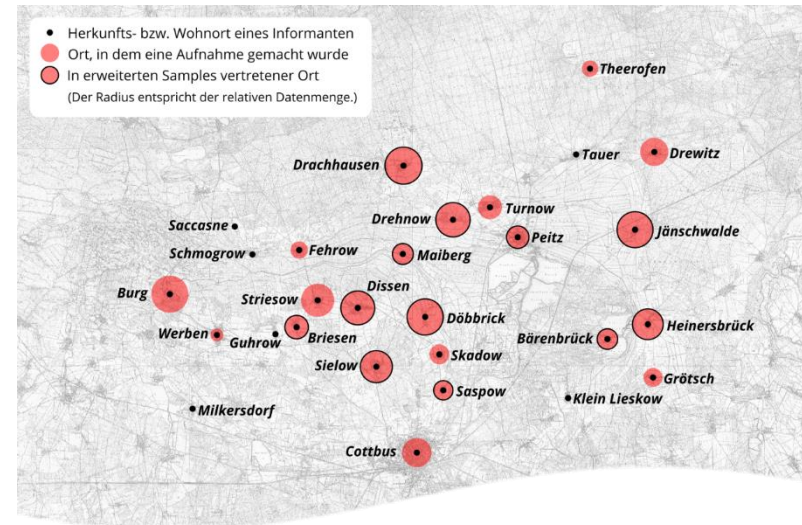 Herkunfts- bzw. Wohnort eines Informanten
Ort, in dem eine Aufnahme gemacht wurde
In erweiterten Samples vertretener Ort
(Der Radius entspricht der relativen Datenmenge.)
Theerofen
Tauer
Drewitz
Drachhausen
Turnow
Drehnow
Peitz
Jänschwalde
Saccasne
Schmogrow
Fehrow
Maiberg
Burg
Striesow
Dissen
Döbbrick
Werben
Guhrow
Briesen
Bärenbrück
Heinersbrück
Sielow
Skadow
Saspow
Grötsch
Klein Lieskow
Milkersdorf
Cottbus